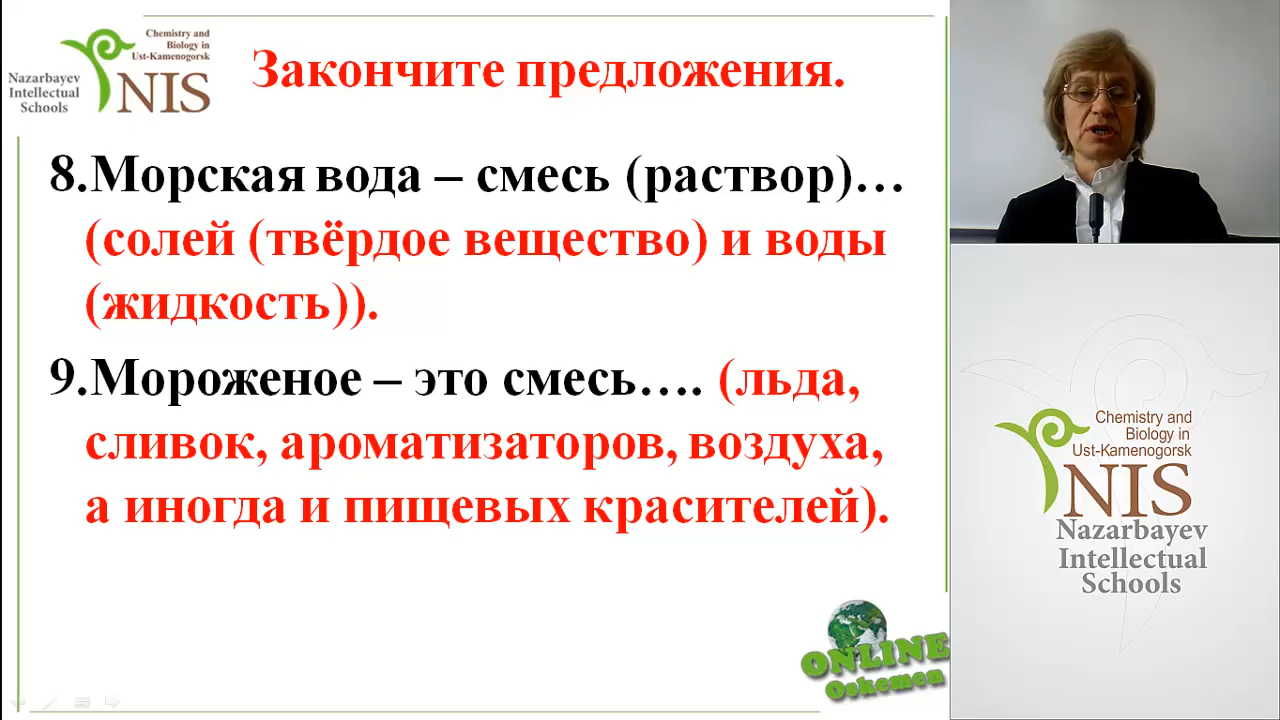 Chemistry and
Biology in
Ust-Kamenogorsk
Nazarbayev
Intellectual
Schools
NIS
Закончите предложения.
8.Морская вода – смесь (раствор)…
(солей (твёрдое вещество) и воды
(жидкость)).
9.Мороженое – это смесь…. (льда,
сливок, ароматизаторов, воздуха,
а иногда и пищевых красителей).
Chemistry and
Biology in
Ust-Kamenogorsk
NIS
Nazarbayev
Intellectual
Schools
ONLINE
Oskemen